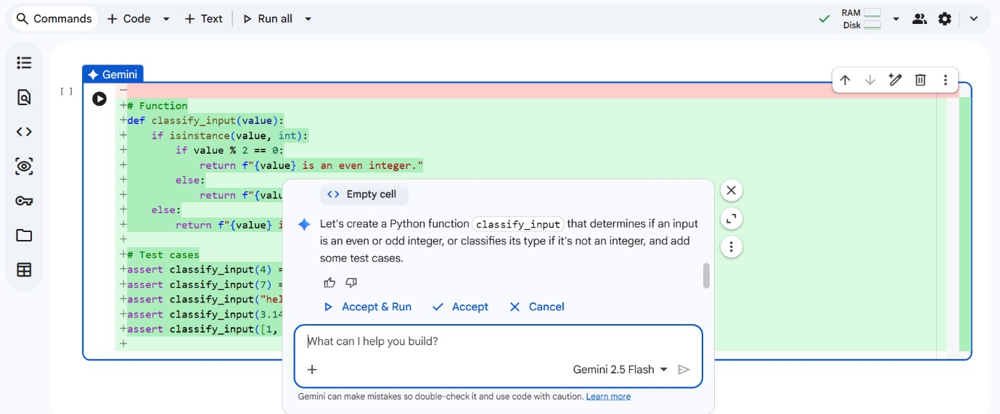 Commands + Code + Text Run all RAM
Disk
Gemini
[ ]
-
+# Function
+def classify_input(value):
+    if isinstance(value, int):
+        if value % 2 == 0:
+            return f"{value} is an even integer."
+        else:
+            return f"{valu
+    else:
+        return f"{value} i
+
+# Test cases
+assert classify_input(4) =
+assert classify_input(7) =
+assert classify_input("hel
+assert classify_input(3.14
+assert classify_input([1,
+
<> Empty cell
Let's create a Python function classify_input that determines if an input
is an even or odd integer, or classifies its type if it's not an integer, and add
some test cases.
Accept & Run Accept Cancel
What can I help you build?
+ Gemini 2.5 Flash
Gemini can make mistakes so double-check it and use code with caution. Learn more